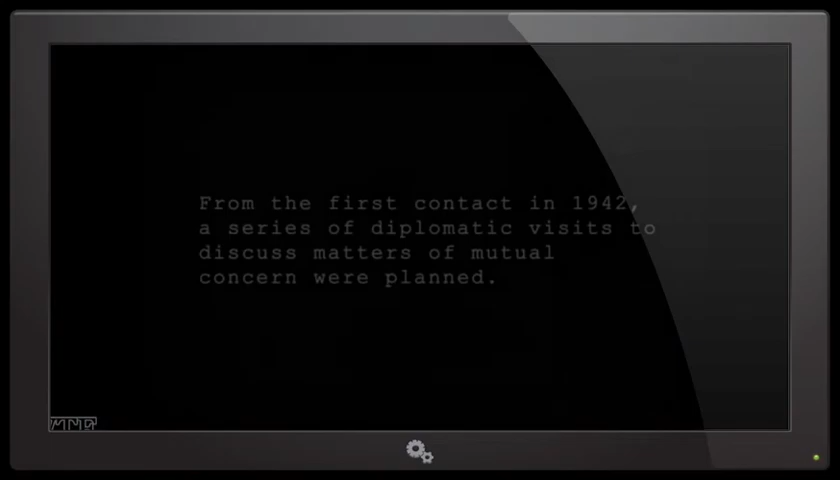 From the first contact in 1942,
a series of diplomatic visits to
discuss matters of mutual
concern were planned.